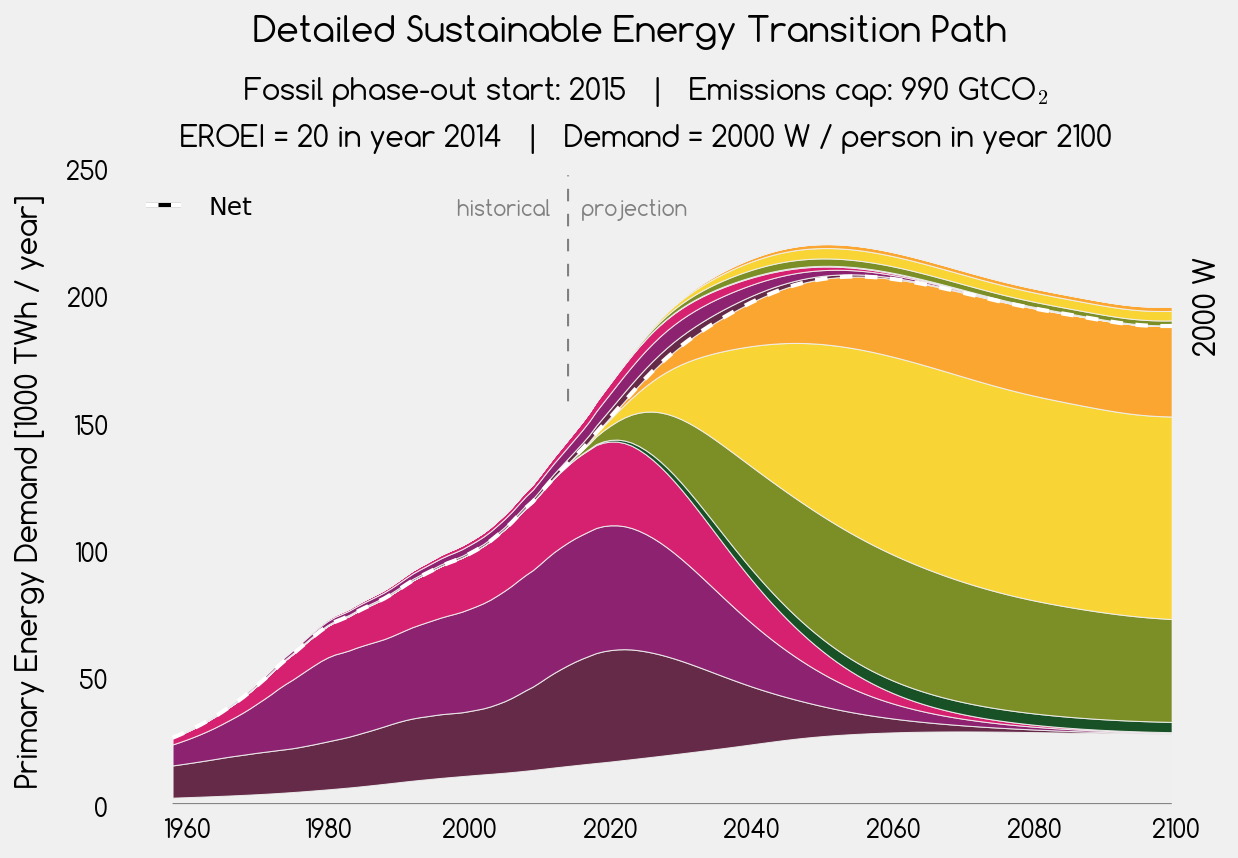 Detailed Sustainable Energy Transition Path
Fossil phase-out start: 2015 | Emissions cap: 990 GtCO₂
EROEI = 20 in year 2014 | Demand = 2000 W / person in year 2100
Primary Energy Demand [1000 TWh / year]
250
200
150
100
50
0
Net
historical
projection
2000 W
1960
1980
2000
2020
2040
2060
2080
2100